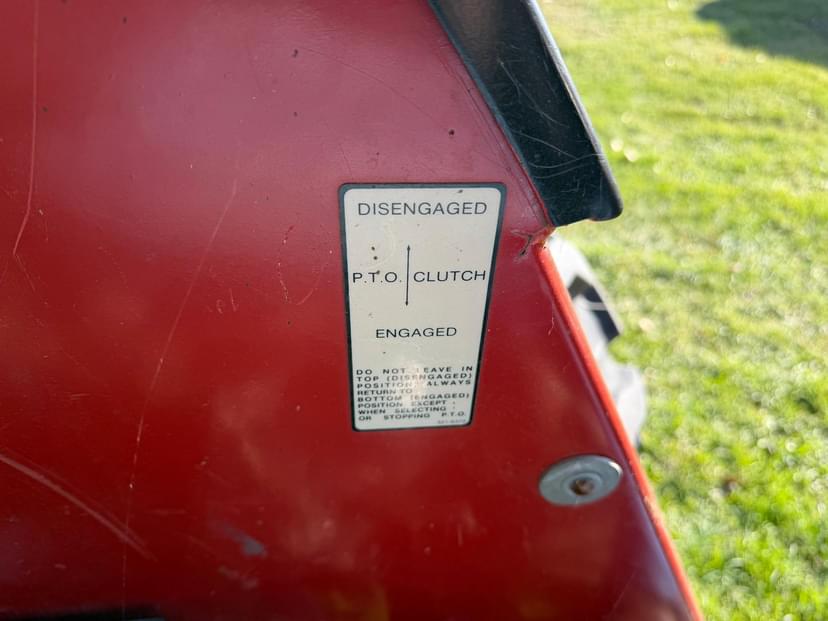 DISENGAGED
P.T.O. CLUTCH
ENGAGED
DO NOT LEAVE IN
TOP (DISENGAGED)
POSITION ALWAYS
RETURN TO
BOTTOM (ENGAGED)
POSITION EXCEPT
WHEN SELECTING
OR STOPPING P.T.O.